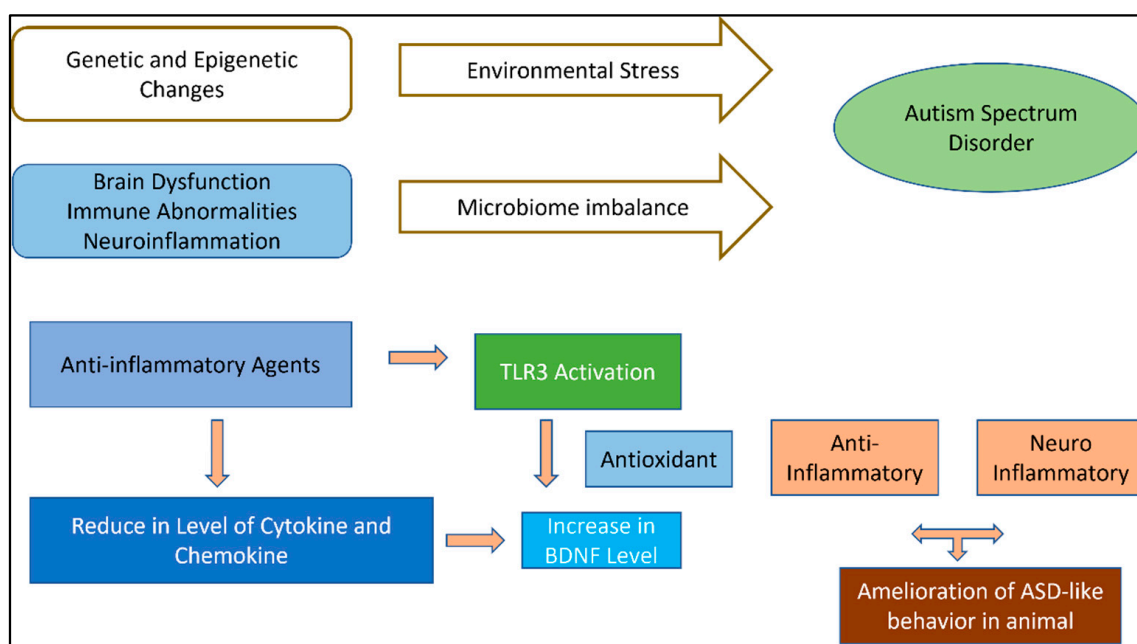 Genetic and Epigenetic
Changes
Environmental Stress
Autism Spectrum
Disorder
Brain Dysfunction
Immune Abnormalities
Neuroinflammation
Microbiome imbalance
Anti-inflammatory Agents
TLR3 Activation
Antioxidant
Anti-
Inflammatory
Neuro
Inflammatory
Reduce in Level of Cytokine and
Chemokine
Increase in
BDNF Level
Amelioration of ASD-like
behavior in animal